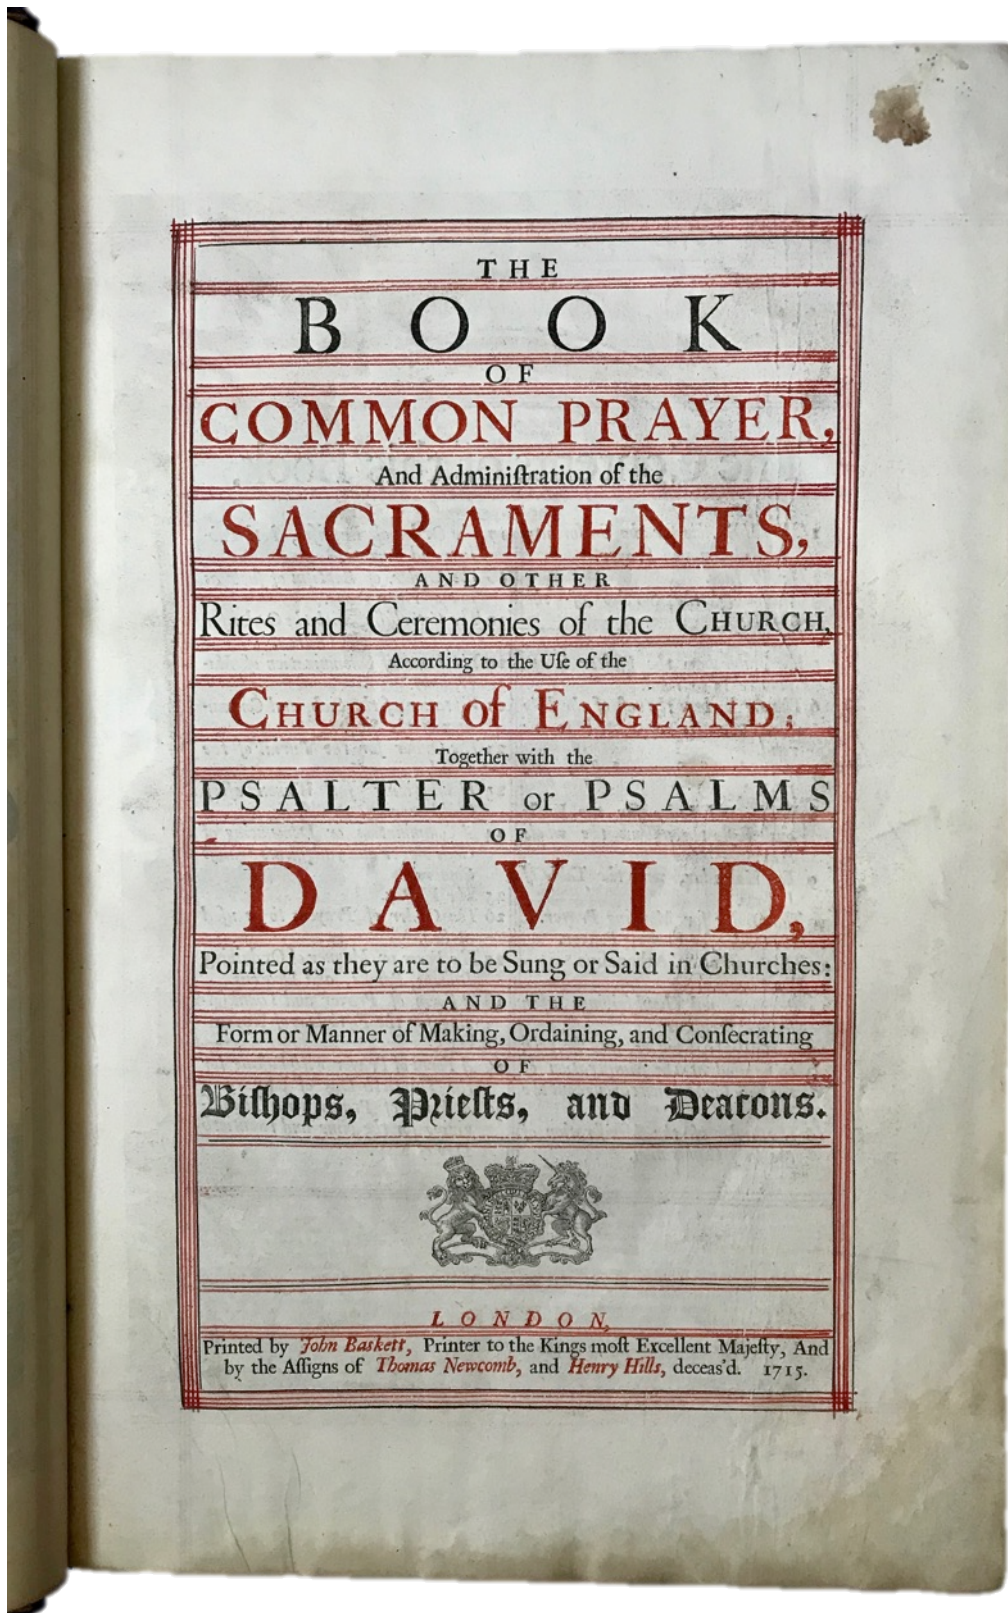 THE
BOOK
OF
COMMON PRAYER,
And Adminiſtration of the
SACRAMENTS,
AND OTHER
Rites and Ceremonies of the CHURCH,
According to the Uſe of the
CHURCH of ENGLAND;
Together with the
PSALTER or PSALMS
OF
DAVID,
Pointed as they are to be Sung or Said in Churches:
AND THE
Form or Manner of Making, Ordaining, and Conſecrating
OF
Biſhops, Prieſts, and Deacons.
LONDON,
Printed by John Baskett, Printer to the Kings moſt Excellent Majeſty, And
by the Aſſigns of Thomas Newcomb, and Henry Hills, deceas'd. 1715.